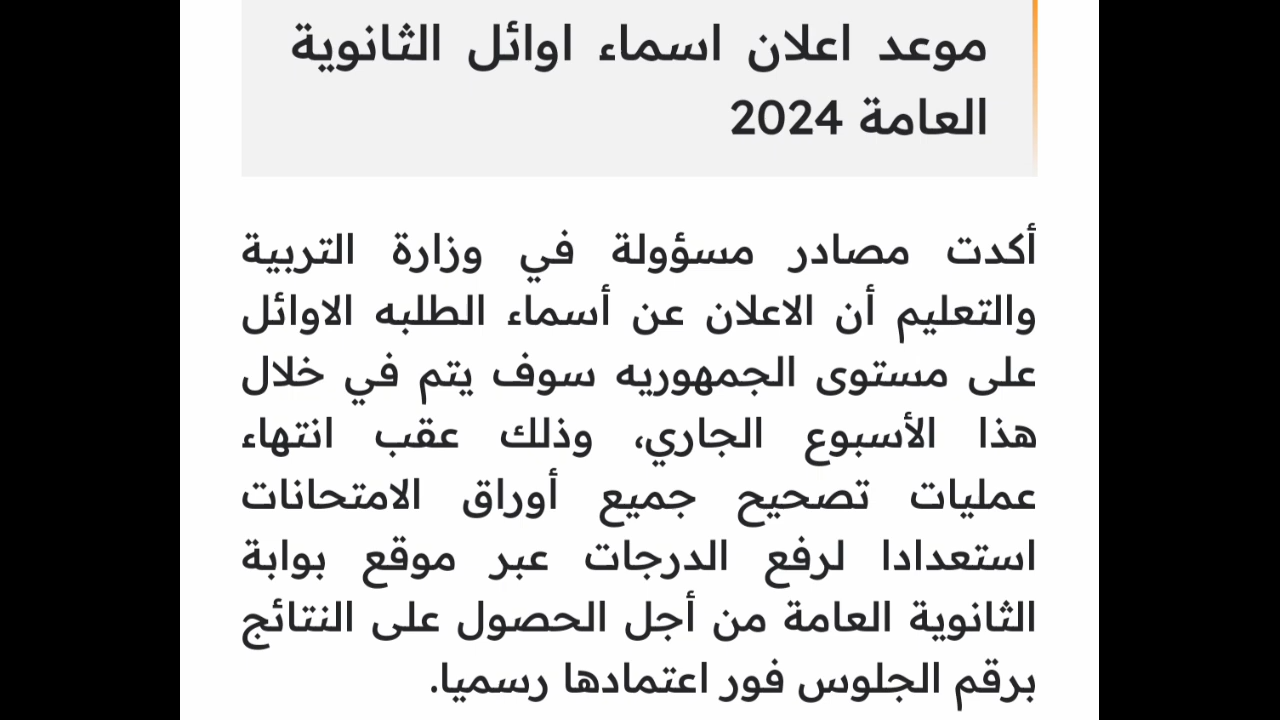 موعد اعلان اسماء اوائل الثانوية
العامة 2024
أكدت مصادر مسؤولة في وزارة التربية
والتعليم أن الاعلان عن أسماء الطلبه الاوائل
على مستوى الجمهوريه سوف يتم في خلال
هذا الأسبوع الجاري، وذلك عقب انتهاء
عمليات تصحيح جميع أوراق الامتحانات
استعدادا لرفع الدرجات عبر موقع بوابة
الثانوية العامة من أجل الحصول على النتائج
برقم الجلوس فور اعتمادها رسميا.